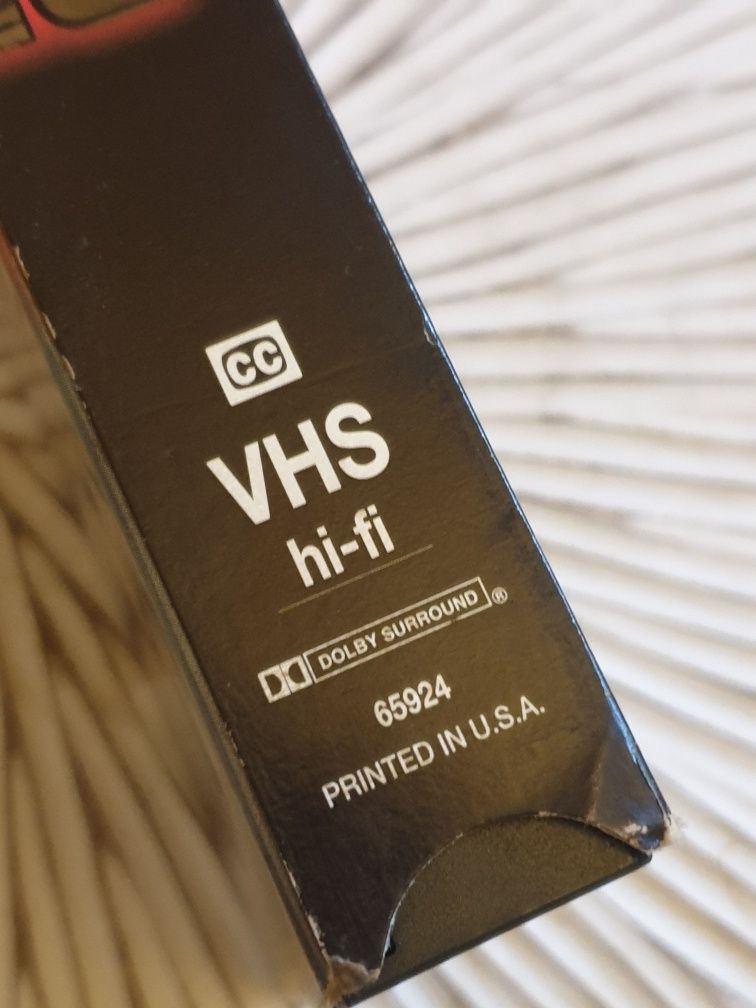 CC
VHS
hi-fi
DOLBY SURROUND®
65924
PRINTED IN U.S.A.